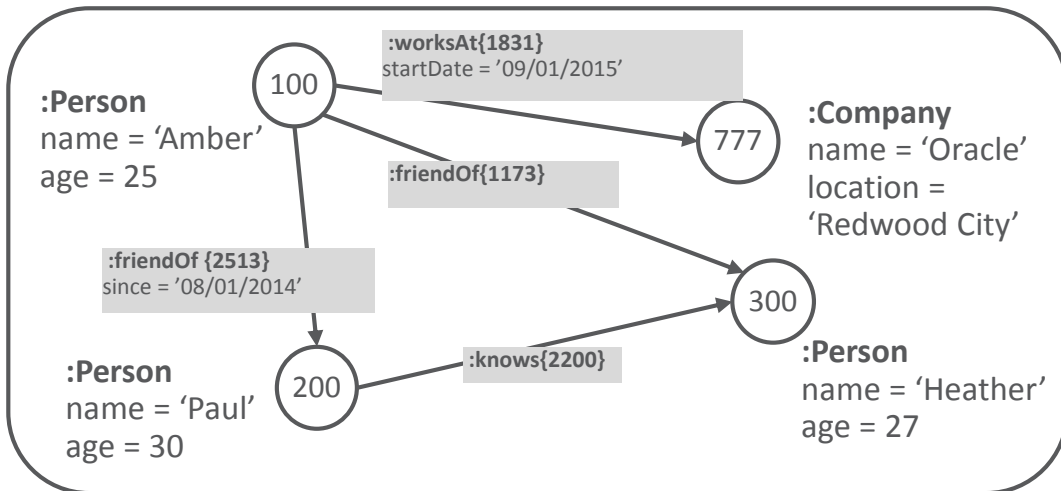 :worksAt{1831}
startDate = '09/01/2015'
100
:Person
name = ‘Amber’
age = 25
777
:Company
name = ‘Oracle’
location =
‘Redwood City’
:friendOf{1173}
:friendOf {2513}
since = '08/01/2014'
300
:knows{2200}
200
:Person
name = ‘Paul’
age = 30
:Person
name = ‘Heather’
age = 27